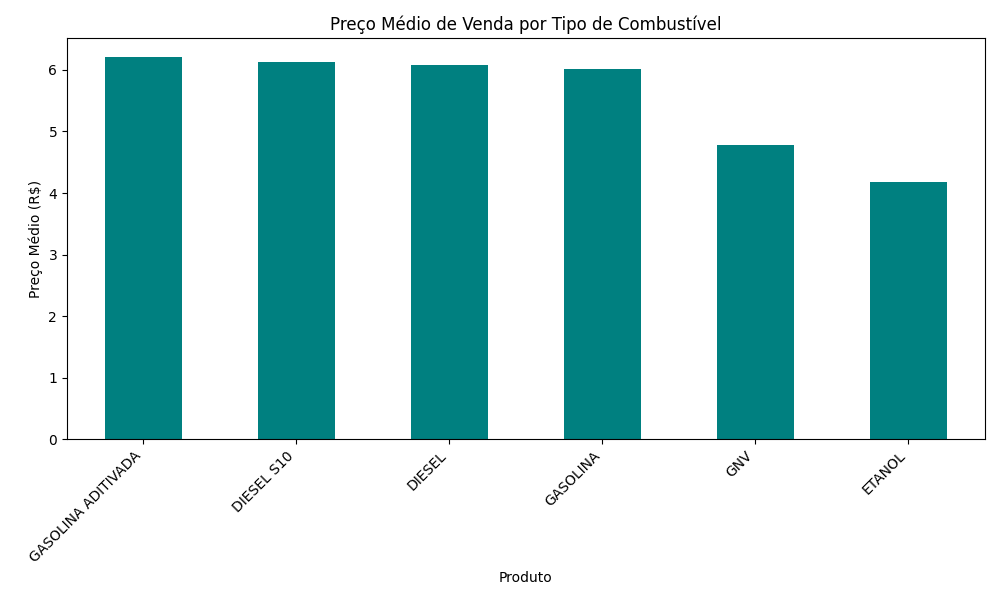 Preço Médio de Venda por Tipo de Combustível
Preço Médio (R$)
6
5
4
3
2
1
0
GASOLINA ADITIVADA
DIESEL S10
DIESEL
GASOLINA
GNV
ETANOL
Produto